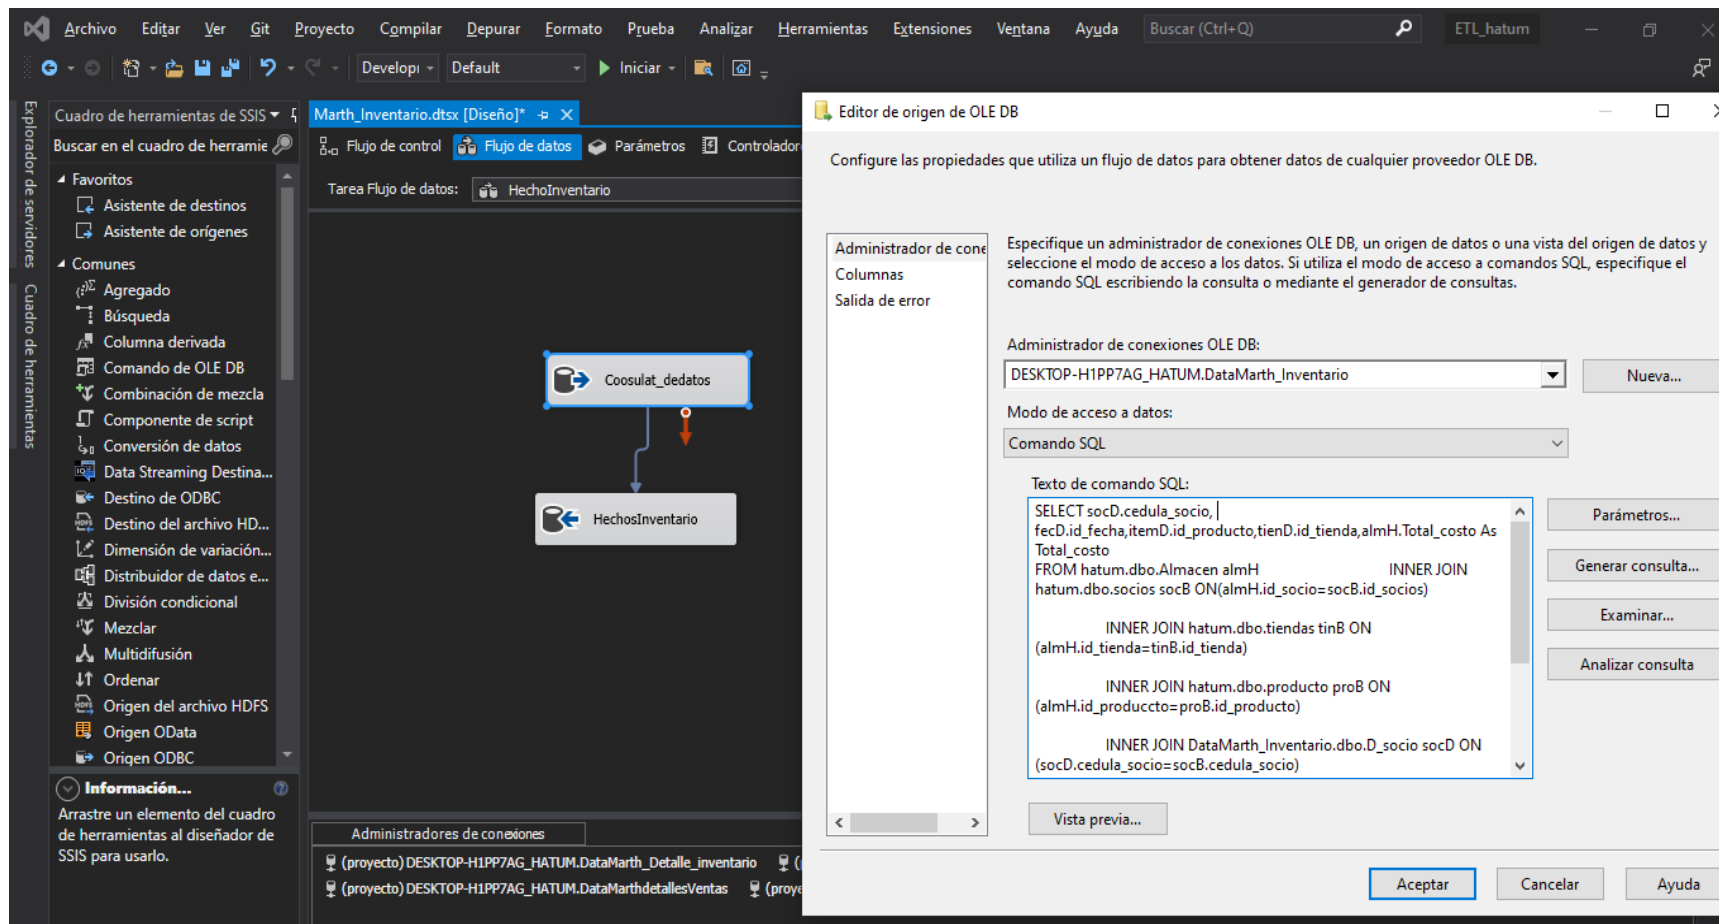 Archivo Editar Ver Git Proyecto Compilar Depurar Formato Prueba Analizar Herramientas Extensiones Ventana Ayuda Buscar (Ctrl+Q) ETL_hatum
Default Iniciar
Explorador de servidores
Cuadro de herramientas
Cuadro de herramientas de SSIS
Buscar en el cuadro de herramie
Favoritos
Asistente de destinos
Asistente de orígenes
Comunes
Agregado
Búsqueda
Columna derivada
Comando de OLE DB
Combinación de mezcla
Componente de script
Conversión de datos
Data Streaming Destina...
Destino de ODBC
Destino del archivo HD...
Dimensión de variación...
Distribuidor de datos e...
División condicional
Mezclar
Multidifusión
Ordenar
Origen del archivo HDFS
Origen OData
Origen ODBC
Información...
Arrastre un elemento del cuadro
de herramientas al diseñador de
SSIS para usarlo.
Marth_Inventario.dtsx [Diseño]*
Flujo de control Flujo de datos Parámetros Controlador
Tarea Flujo de datos: HechoInventario
Coosulat_dedatos
HechosInventario
Administradores de conexiones
(proyecto) DESKTOP-H1PP7AG_HATUM.DataMarth_Detalle_inventario
(proyecto) DESKTOP-H1PP7AG_HATUM.DataMarthdetallesVentas (proye
Editor de origen de OLE DB
Configure las propiedades que utiliza un flujo de datos para obtener datos de cualquier proveedor OLE DB.
Administrador de cone
Columnas
Salida de error
Especifique un administrador de conexiones OLE DB, un origen de datos o una vista del origen de datos y
seleccione el modo de acceso a los datos. Si utiliza el modo de acceso a comandos SQL, especifique el
comando SQL escribiendo la consulta o mediante el generador de consultas.
Administrador de conexiones OLE DB:
DESKTOP-H1PP7AG_HATUM.DataMarth_Inventario
Nueva...
Modo de acceso a datos:
Comando SQL
Texto de comando SQL:
SELECT socD.cedula_socio,
fecD.id_fecha,itemD.id_producto,tienD.id_tienda,almH.Total_costo As
Total_costo
FROM hatum.dbo.Almacen almH INNER JOIN
hatum.dbo.socios socB ON(almH.id_socio=socB.id_socios)
INNER JOIN hatum.dbo.tiendas tinB ON
(almH.id_tienda=tinB.id_tienda)
INNER JOIN hatum.dbo.producto proB ON
(almH.id_produccto=proB.id_producto)
INNER JOIN DataMarth_Inventario.dbo.D_socio socD ON
(socD.cedula_socio=socB.cedula_socio)
Parámetros...
Generar consulta...
Examinar...
Analizar consulta
Vista previa...
Aceptar Cancelar Ayuda